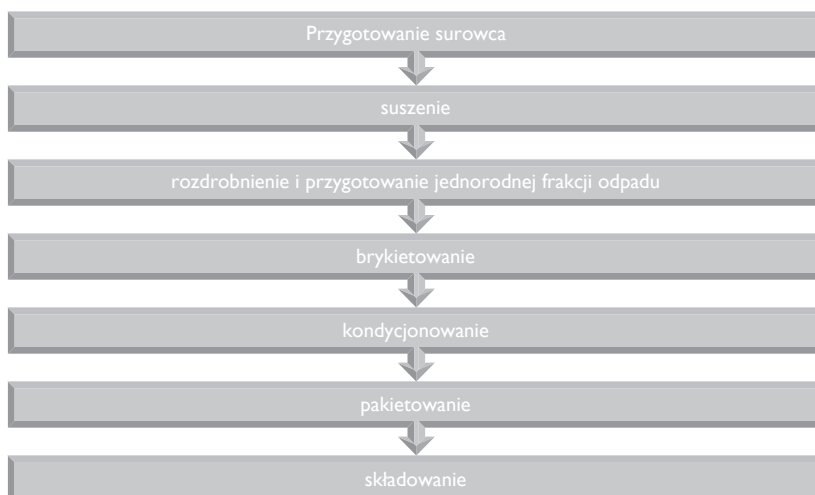 Przygotowanie surowca
suszenie
rozdrobnienie i przygotowanie jednorodnej frakcji odpadu
brykietowanie
kondycjonowanie
pakietowanie
składowanie